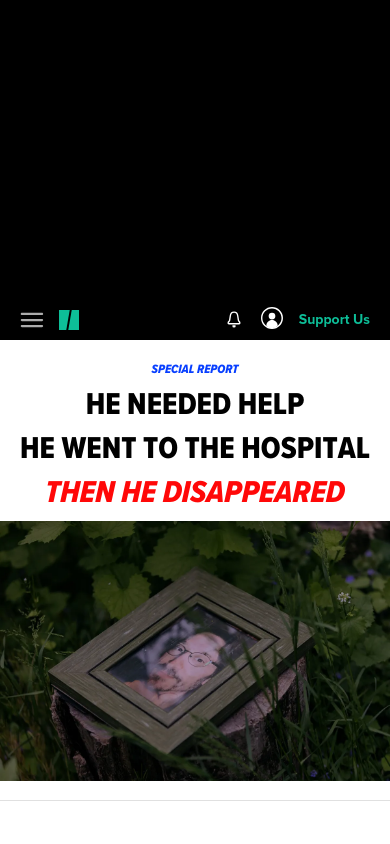 Support Us
SPECIAL REPORT
HE NEEDED HELP
HE WENT TO THE HOSPITAL
THEN HE DISAPPEARED